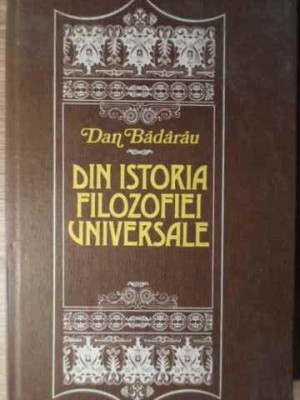 Dan Bădărău
DIN ISTORIA
FILOZOFIEI
UNIVERSALE